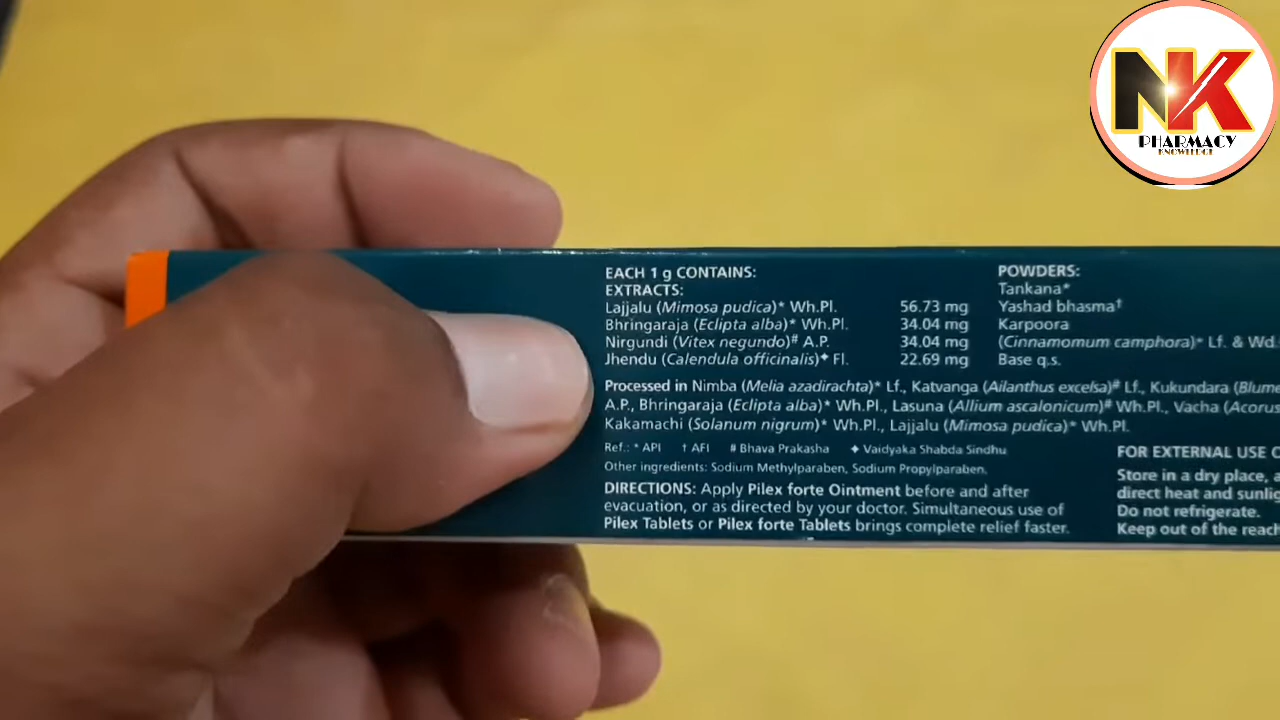 NK
PHARMACY
KNOWLEDGE
EACH 1 g CONTAINS:
EXTRACTS:
Lajjalu (Mimosa pudica)* Wh.Pl. 56.73 mg
Bhringaraja (Eclipta alba)* Wh.Pl. 34.04 mg
Nirgundi (Vitex negundo)# A.P. 34.04 mg
Jhendu (Calendula officinalis)✦ Fl. 22.69 mg
POWDERS:
Tankana*
Yashad bhasma†
Karpoora
(Cinnamomum camphora)* Lf. & Wd.
Base q.s.
Processed in Nimba (Melia azadirachta)* Lf., Katvanga (Ailanthus excelsa)# Lf., Kukundara (Blume
A.P., Bhringaraja (Eclipta alba)* Wh.Pl., Lasuna (Allium ascalonicum)# Wh.Pl., Vacha (Acorus
Kakamachi (Solanum nigrum)* Wh.Pl., Lajjalu (Mimosa pudica)* Wh.Pl.
Ref.: * API † AFI # Bhava Prakasha ✦ Vaidyaka Shabda Sindhu
Other ingredients: Sodium Methylparaben, Sodium Propylparaben.
DIRECTIONS: Apply Pilex forte Ointment before and after
evacuation, or as directed by your doctor. Simultaneous use of
Pilex Tablets or Pilex forte Tablets brings complete relief faster.
FOR EXTERNAL USE O
Store in a dry place, a
direct heat and sunlig
Do not refrigerate.
Keep out of the reach